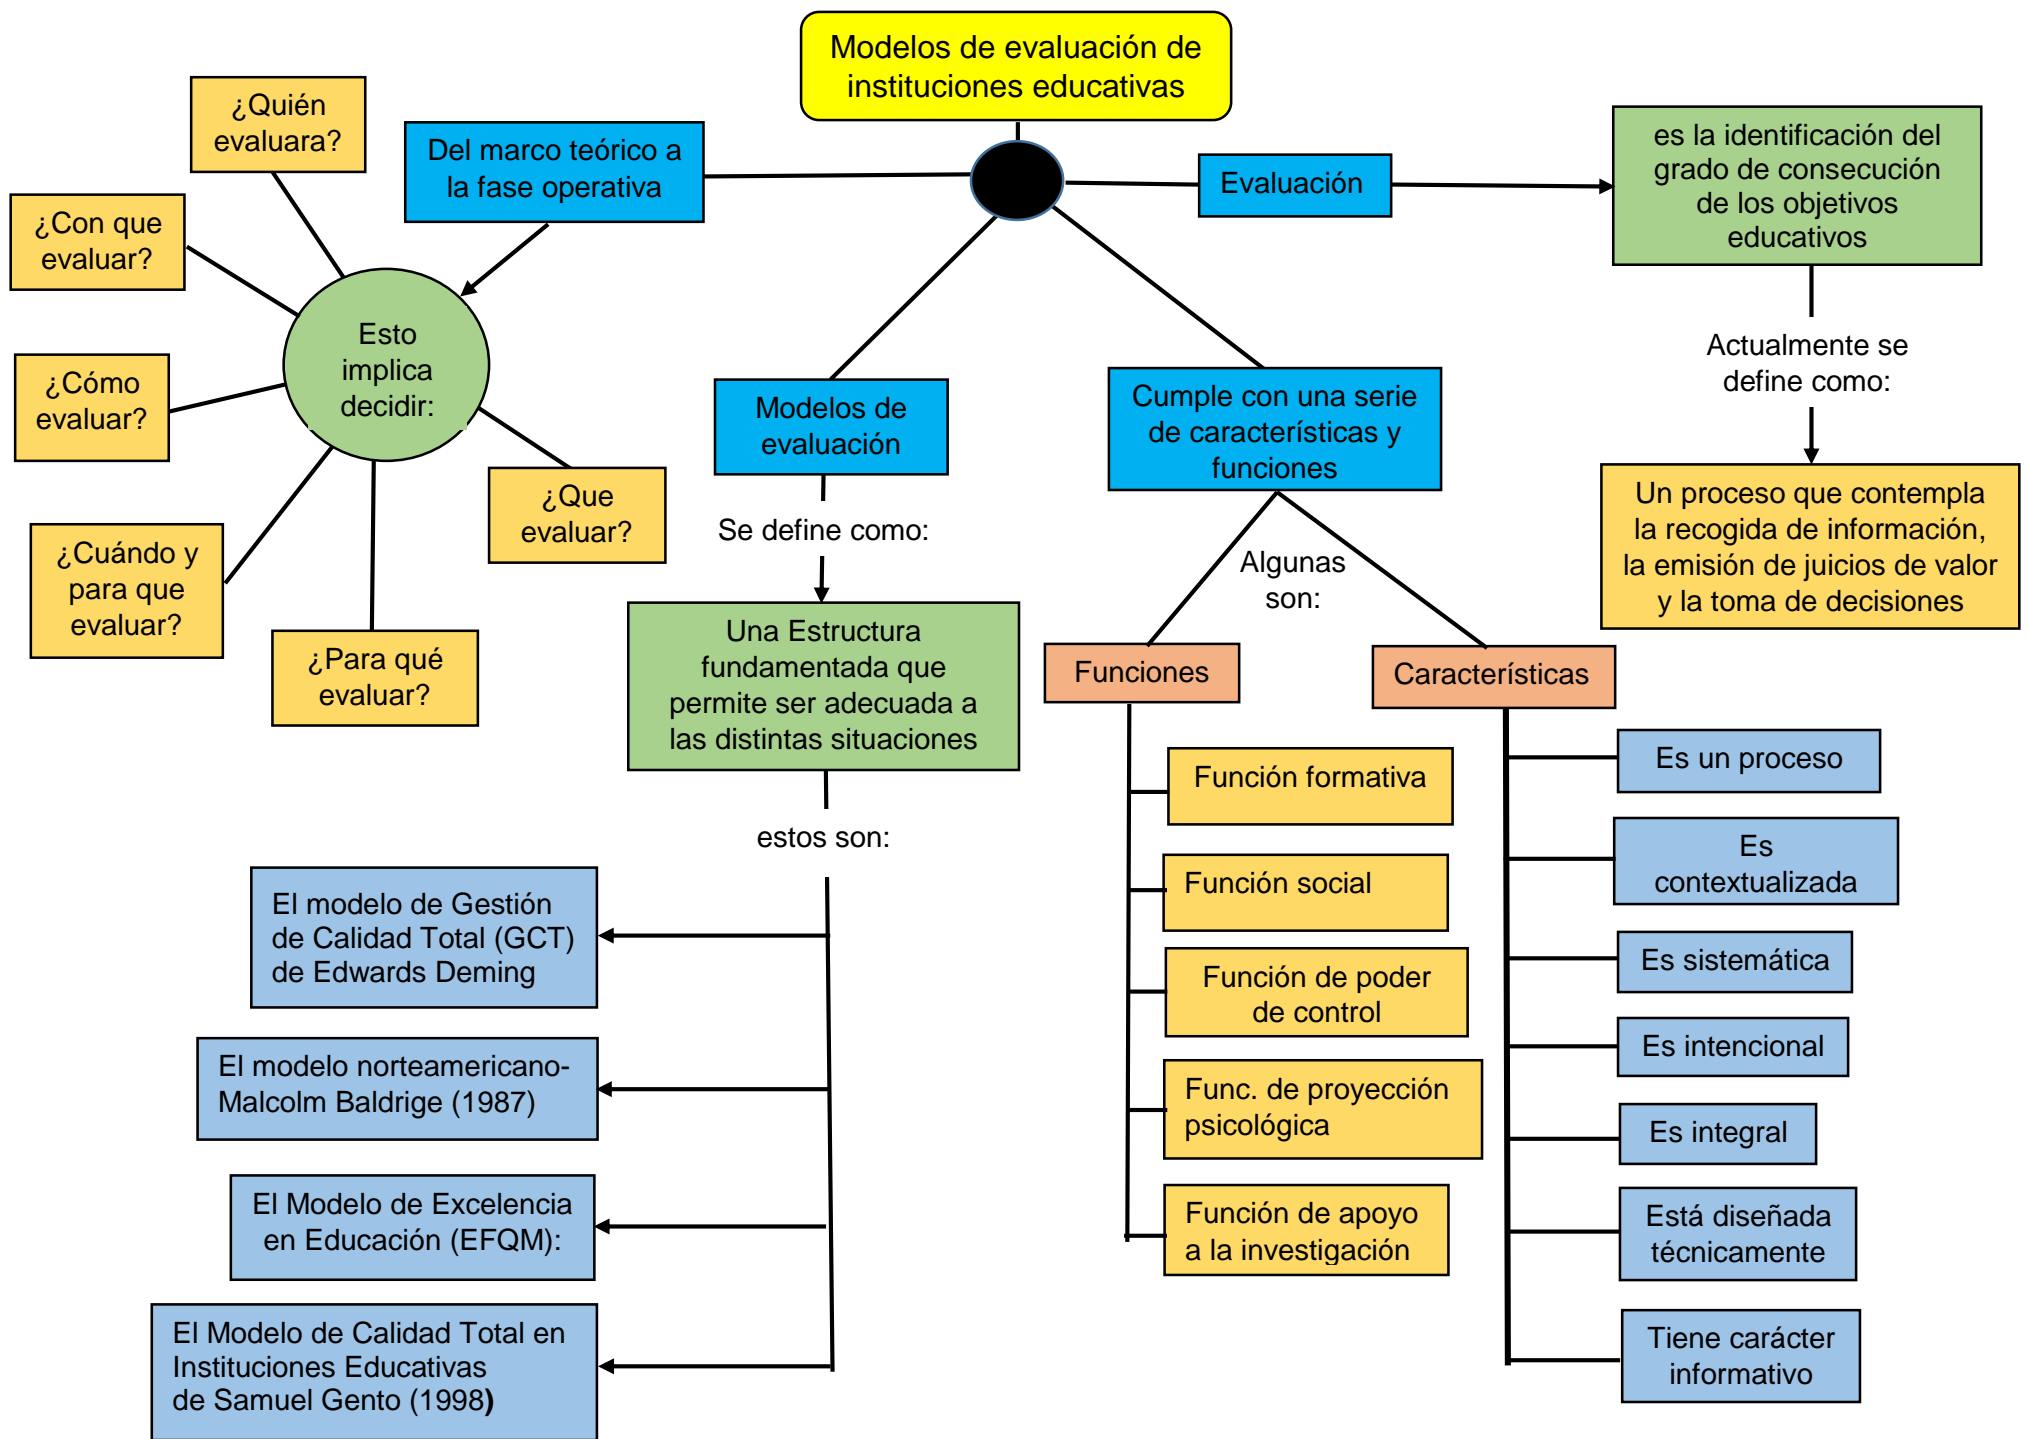 Modelos de evaluación de
instituciones educativas
¿Quién
evaluara?
Del marco teórico a
la fase operativa
Evaluación
es la identificación del
grado de consecución
de los objetivos
educativos
¿Con que
evaluar?
Esto
implica
decidir:
Actualmente se
define como:
¿Cómo
evaluar?
Modelos de
evaluación
Cumple con una serie
de características y
funciones
¿Que
evaluar?
Un proceso que contempla
la recogida de información,
la emisión de juicios de valor
y la toma de decisiones
Se define como:
¿Cuándo y
para que
evaluar?
Algunas
son:
¿Para qué
evaluar?
Una Estructura
fundamentada que
permite ser adecuada a
las distintas situaciones
Funciones
Características
estos son:
El modelo de Gestión
de Calidad Total (GCT)
de Edwards Deming
El modelo norteamericano-
Malcolm Baldrige (1987)
El Modelo de Excelencia
en Educación (EFQM):
El Modelo de Calidad Total en
Instituciones Educativas
de Samuel Gento (1998)
Función formativa
Función social
Función de poder
de control
Func. de proyección
psicológica
Función de apoyo
a la investigación
Es un proceso
Es
contextualizada
Es sistemática
Es intencional
Es integral
Está diseñada
técnicamente
Tiene carácter
informativo